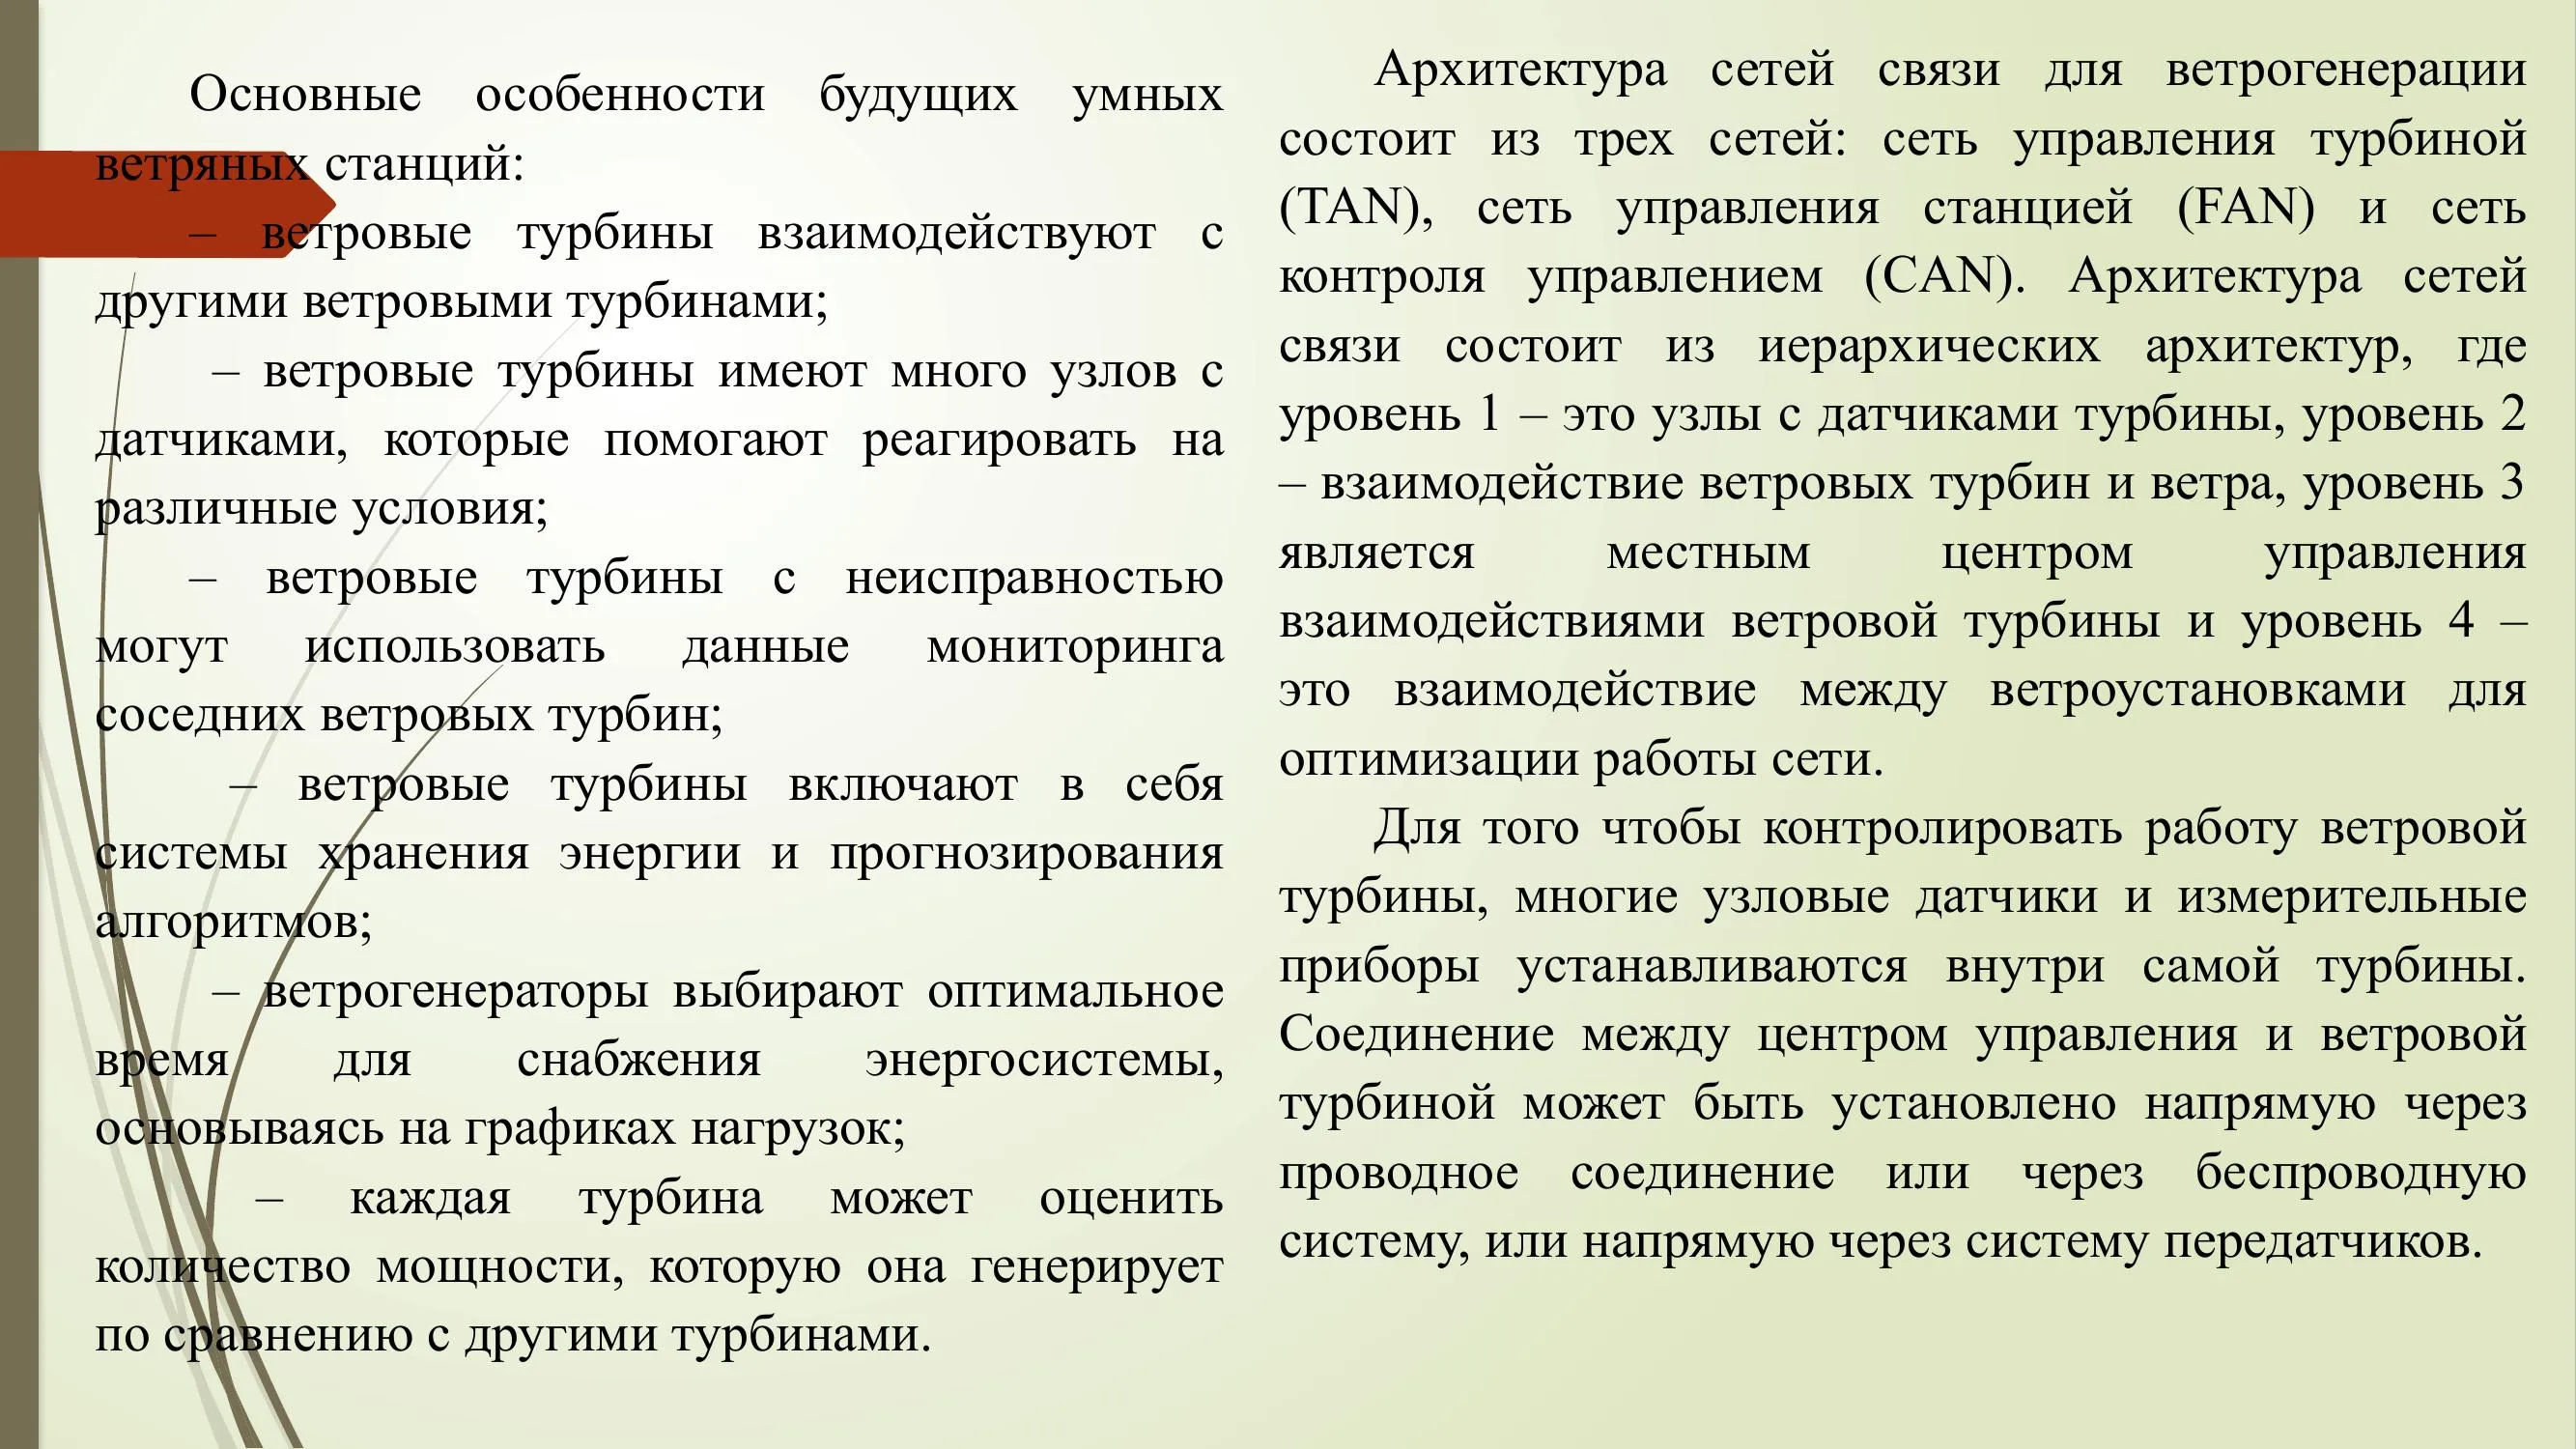 Основные особенности будущих умных
ветряных станций:
– ветровые турбины взаимодействуют с
другими ветровыми турбинами;
– ветровые турбины имеют много узлов с
датчиками, которые помогают реагировать на
различные условия;
– ветровые турбины с неисправностью
могут использовать данные мониторинга
соседних ветровых турбин;
– ветровые турбины включают в себя
системы хранения энергии и прогнозирования
алгоритмов;
– ветрогенераторы выбирают оптимальное
время для снабжения энергосистемы,
основываясь на графиках нагрузок;
– каждая турбина может оценить
количество мощности, которую она генерирует
по сравнению с другими турбинами.
Архитектура сетей связи для ветрогенерации
состоит из трех сетей: сеть управления турбиной
(TAN), сеть управления станцией (FAN) и сеть
контроля управлением (CAN). Архитектура сетей
связи состоит из иерархических архитектур, где
уровень 1 – это узлы с датчиками турбины, уровень 2
– взаимодействие ветровых турбин и ветра, уровень 3
является местным центром управления
взаимодействиями ветровой турбины и уровень 4 –
это взаимодействие между ветроустановками для
оптимизации работы сети.
Для того чтобы контролировать работу ветровой
турбины, многие узловые датчики и измерительные
приборы устанавливаются внутри самой турбины.
Соединение между центром управления и ветровой
турбиной может быть установлено напрямую через
проводное соединение или через беспроводную
систему, или напрямую через систему передатчиков.